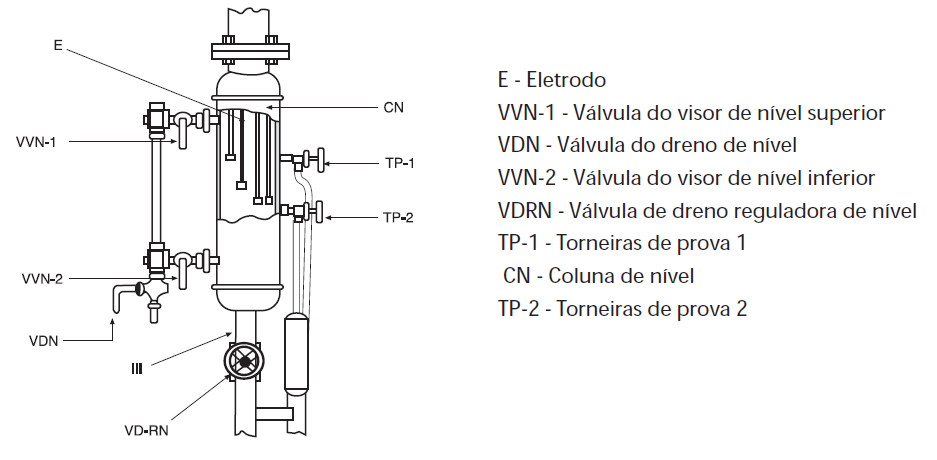 E
CN
VVN-1
TP-1
TP-2
VVN-2
VDN
III
VD-RN
E - Eletrodo
VVN-1 - Válvula do visor de nível superior
VDN - Válvula do dreno de nível
VVN-2 - Válvula do visor de nível inferior
VDRN - Válvula de dreno reguladora de nível
TP-1 - Torneiras de prova 1
CN - Coluna de nível
TP-2 - Torneiras de prova 2